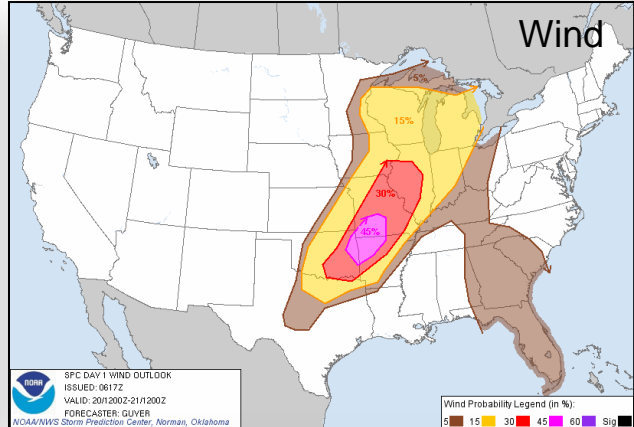 Wind
5%
15%
30%
45%
SPC DAY 1 WIND OUTLOOK
ISSUED: 0617Z
VALID: 20/1200Z-21/1200Z
FORECASTER: GUYER
NOAA/NWS Storm Prediction Center, Norman, Oklahoma
NOAA
Wind Probability Legend (in %):
5 15 30 45 60 Sig